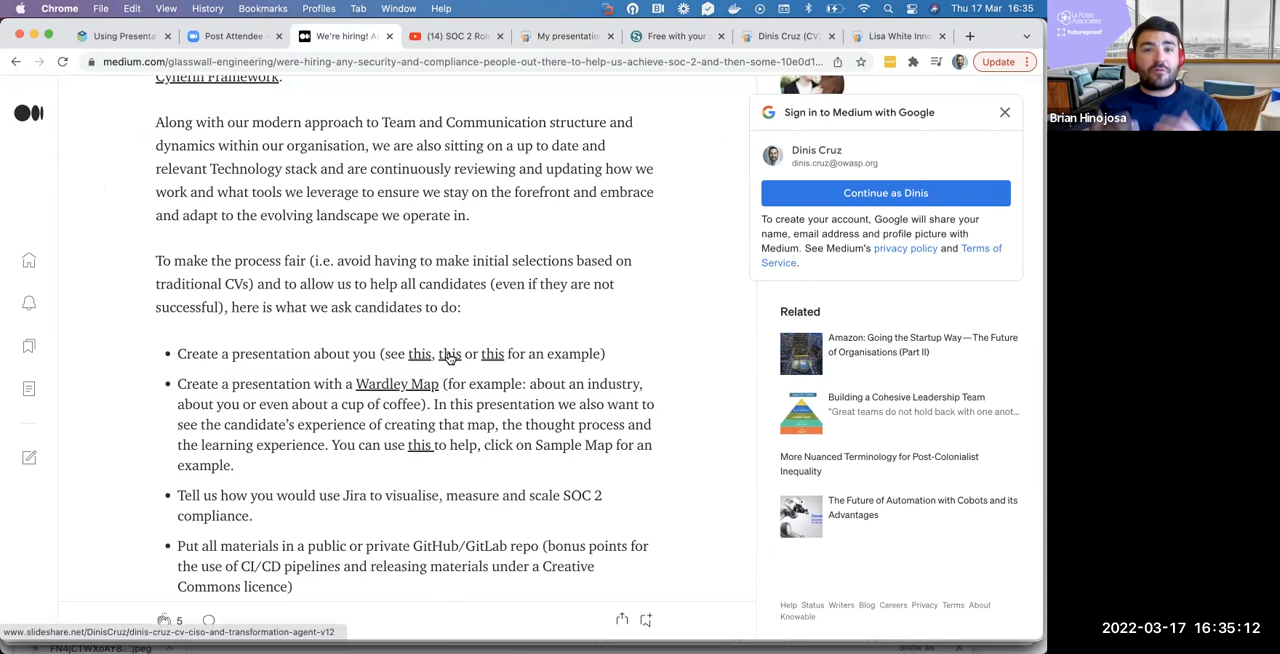 Chrome File Edit View History Bookmarks Profiles Tab Window Help
Thu 17 Mar 16:35
Using Presenta
Post Attendee -
We're hiring! A
(14) SOC 2 Rol
My presentation
Free with your
Dinis Cruz (CV)
Lisa White Inno
medium.com/glasswall-engineering/were-hiring-any-security-and-compliance-people-out-there-to-help-us-achieve-soc-2-and-then-some-10e0d1...
Update
Cynefin Framework.
Along with our modern approach to Team and Communication structure and
dynamics within our organisation, we are also sitting on a up to date and
relevant Technology stack and are continuously reviewing and updating how we
work and what tools we leverage to ensure we stay on the forefront and embrace
and adapt to the evolving landscape we operate in.
To make the process fair (i.e. avoid having to make initial selections based on
traditional CVs) and to allow us to help all candidates (even if they are not
successful), here is what we ask candidates to do:
• Create a presentation about you (see this, this or this for an example)
• Create a presentation with a Wardley Map (for example: about an industry,
about you or even about a cup of coffee). In this presentation we also want to
see the candidate's experience of creating that map, the thought process and
the learning experience. You can use this to help, click on Sample Map for an
example.
• Tell us how you would use Jira to visualise, measure and scale SOC 2
compliance.
• Put all materials in a public or private GitHub/GitLab repo (bonus points for
the use of CI/CD pipelines and releasing materials under a Creative
Commons licence)
5
www.slideshare.net/DinisCruz/dinis-cruz-cv-ciso-and-transformation-agent-v12
Sign in to Medium with Google
Dinis Cruz
dinis.cruz@owasp.org
Continue as Dinis
To create your account, Google will share your
name, email address and profile picture with
Medium. See Medium's privacy policy and Terms of
Service.
Related
Amazon: Going the Startup Way—The Future
of Organisations (Part II)
Building a Cohesive Leadership Team
"Great teams do not hold back with one anot...
More Nuanced Terminology for Post-Colonialist
Inequality
The Future of Automation with Cobots and its
Advantages
Help Status Writers Blog Careers Privacy Terms About
Knowable
Show all
La Fosse
Associates
futureproof
Brian Hinojosa
2022-03-17 16:35:12